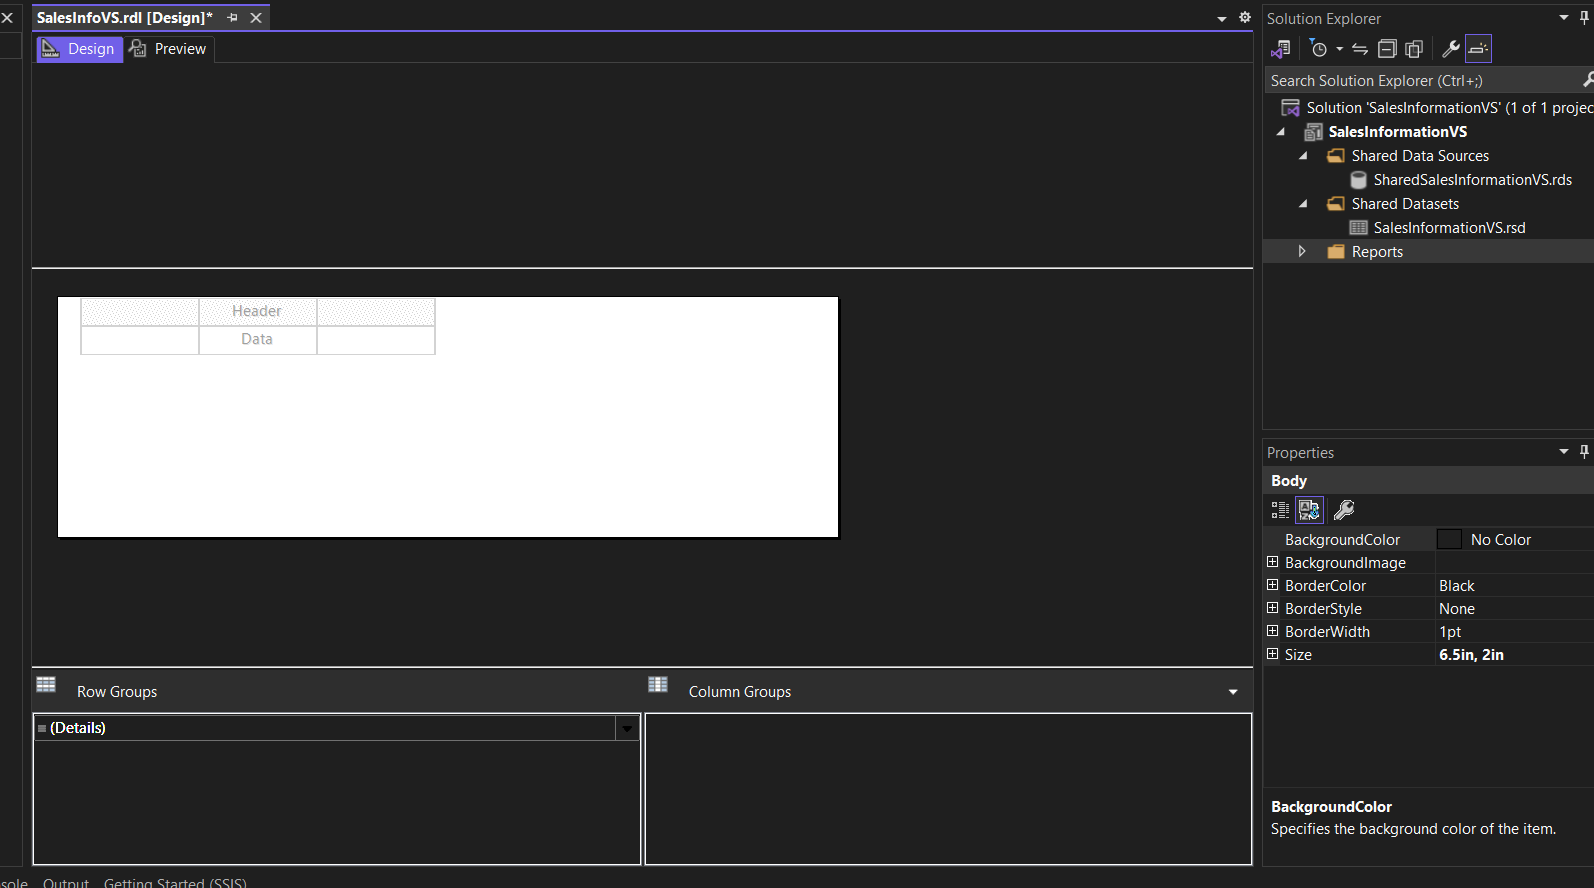 SalesInfoVS.rdl [Design]*
Design
Preview
Header
Data
Row Groups
Column Groups
(Details)
Output
Getting Started (SSIS)
Solution Explorer
Search Solution Explorer (Ctrl+;)
Solution 'SalesInformationVS' (1 of 1 projec
SalesInformationVS
Shared Data Sources
SharedSalesInformationVS.rds
Shared Datasets
SalesInformationVS.rsd
Reports
Properties
Body
BackgroundColor No Color
BackgroundImage
BorderColor Black
BorderStyle None
BorderWidth 1pt
Size 6.5in, 2in
BackgroundColor
Specifies the background color of the item.